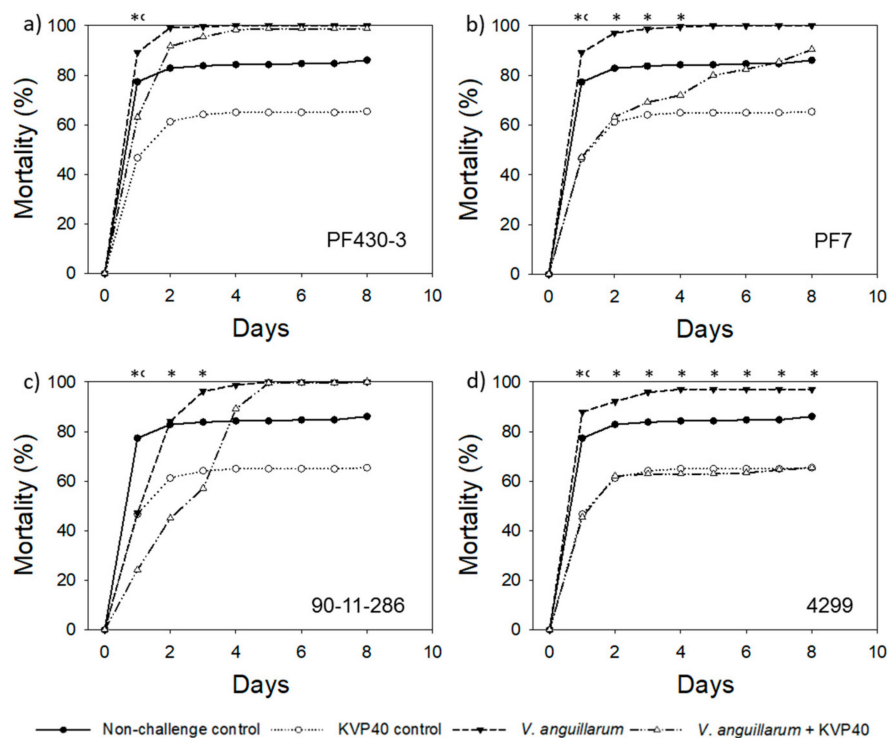 a)
*c
100
80
60
40
20
0
Mortality (%)
PF430-3
0 2 4 6 8 10
Days
b)
*c * * *
100
80
60
40
20
0
Mortality (%)
PF7
0 2 4 6 8 10
Days
c)
*c * *
100
80
60
40
20
0
Mortality (%)
90-11-286
0 2 4 6 8 10
Days
d)
*c * * * * * * *
100
80
60
40
20
0
Mortality (%)
4299
0 2 4 6 8 10
Days
Non-challenge control KVP40 control V. anguillarum V. anguillarum + KVP40